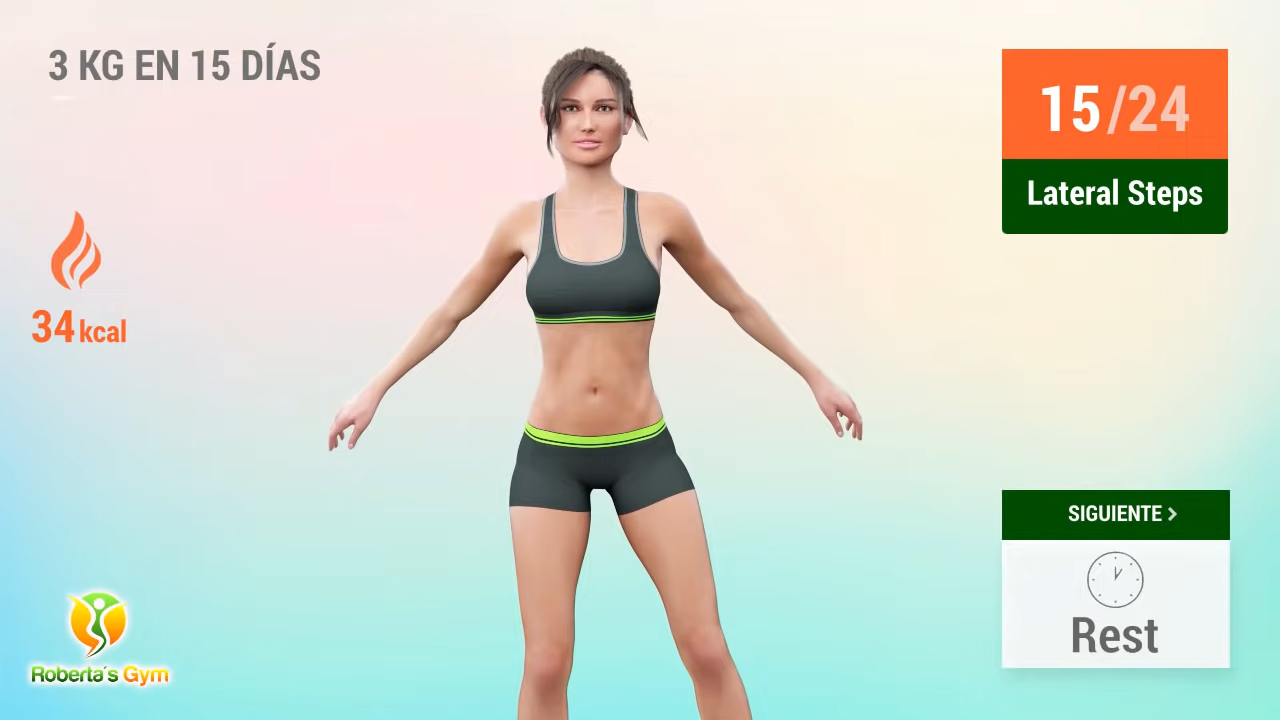 3 KG EN 15 DÍAS
15/24
Lateral Steps
34 kcal
SIGUIENTE >
Rest
Roberta´s Gym